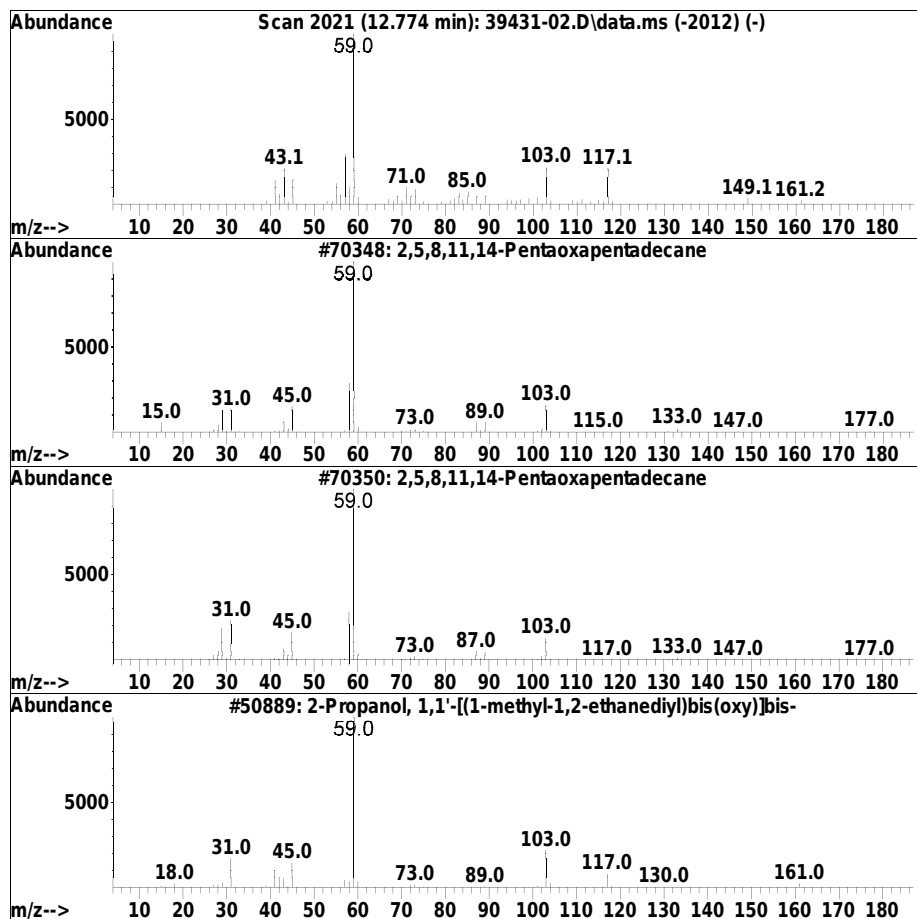 Abundance Scan 2021 (12.774 min): 39431-02.D\data.ms (-2012) (-)
59.0
5000
43.1 71.0 85.0 103.0 117.1 149.1 161.2
m/z--> 10 20 30 40 50 60 70 80 90 100 110 120 130 140 150 160 170 180
Abundance #70348: 2,5,8,11,14-Pentaoxapentadecane
59.0
5000
15.0 31.0 45.0 73.0 89.0 103.0 115.0 133.0 147.0 177.0
m/z--> 10 20 30 40 50 60 70 80 90 100 110 120 130 140 150 160 170 180
Abundance #70350: 2,5,8,11,14-Pentaoxapentadecane
59.0
5000
31.0 45.0 73.0 87.0 103.0 117.0 133.0 147.0 177.0
m/z--> 10 20 30 40 50 60 70 80 90 100 110 120 130 140 150 160 170 180
Abundance #50889: 2-Propanol, 1,1'-[(1-methyl-1,2-ethanediyl)bis(oxy)]bis-
59.0
5000
18.0 31.0 45.0 73.0 89.0 103.0 117.0 130.0 161.0
m/z--> 10 20 30 40 50 60 70 80 90 100 110 120 130 140 150 160 170 180